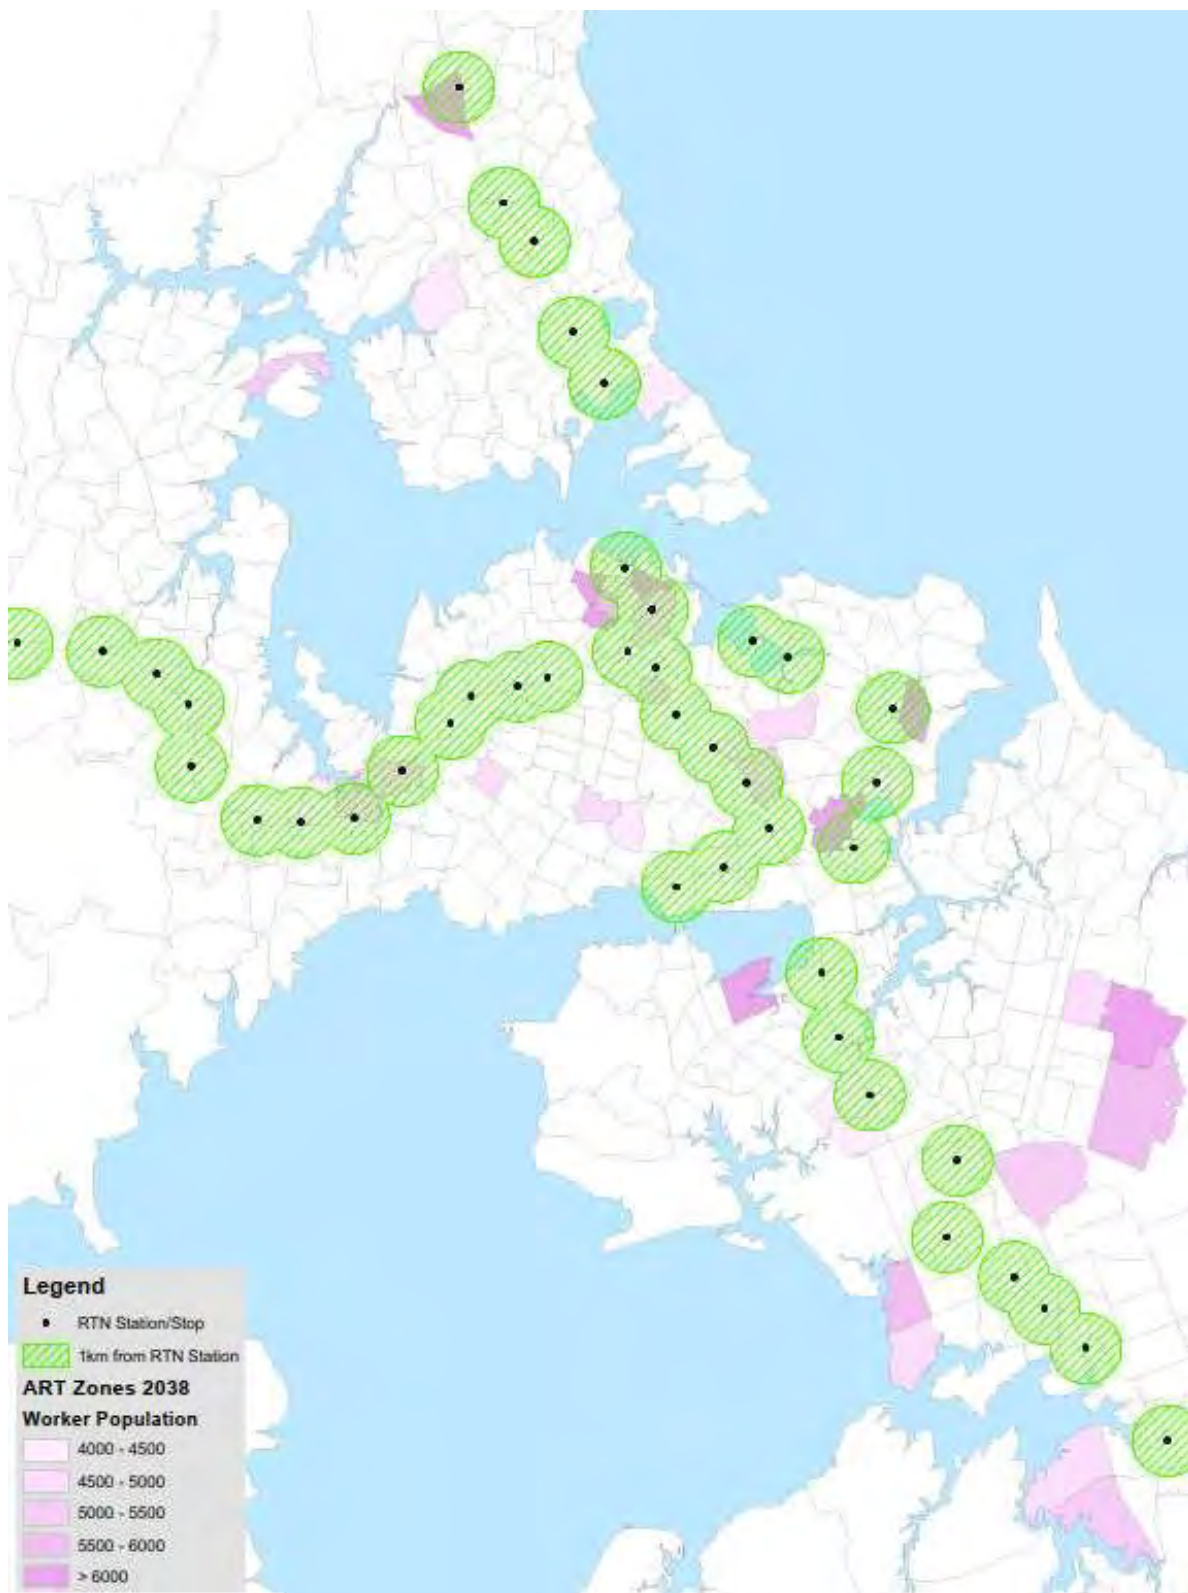 Legend
RTN Station/Stop
1km from RTN Station
ART Zones 2038
Worker Population
4000 - 4500
4500 - 5000
5000 - 5500
5500 - 6000
> 6000